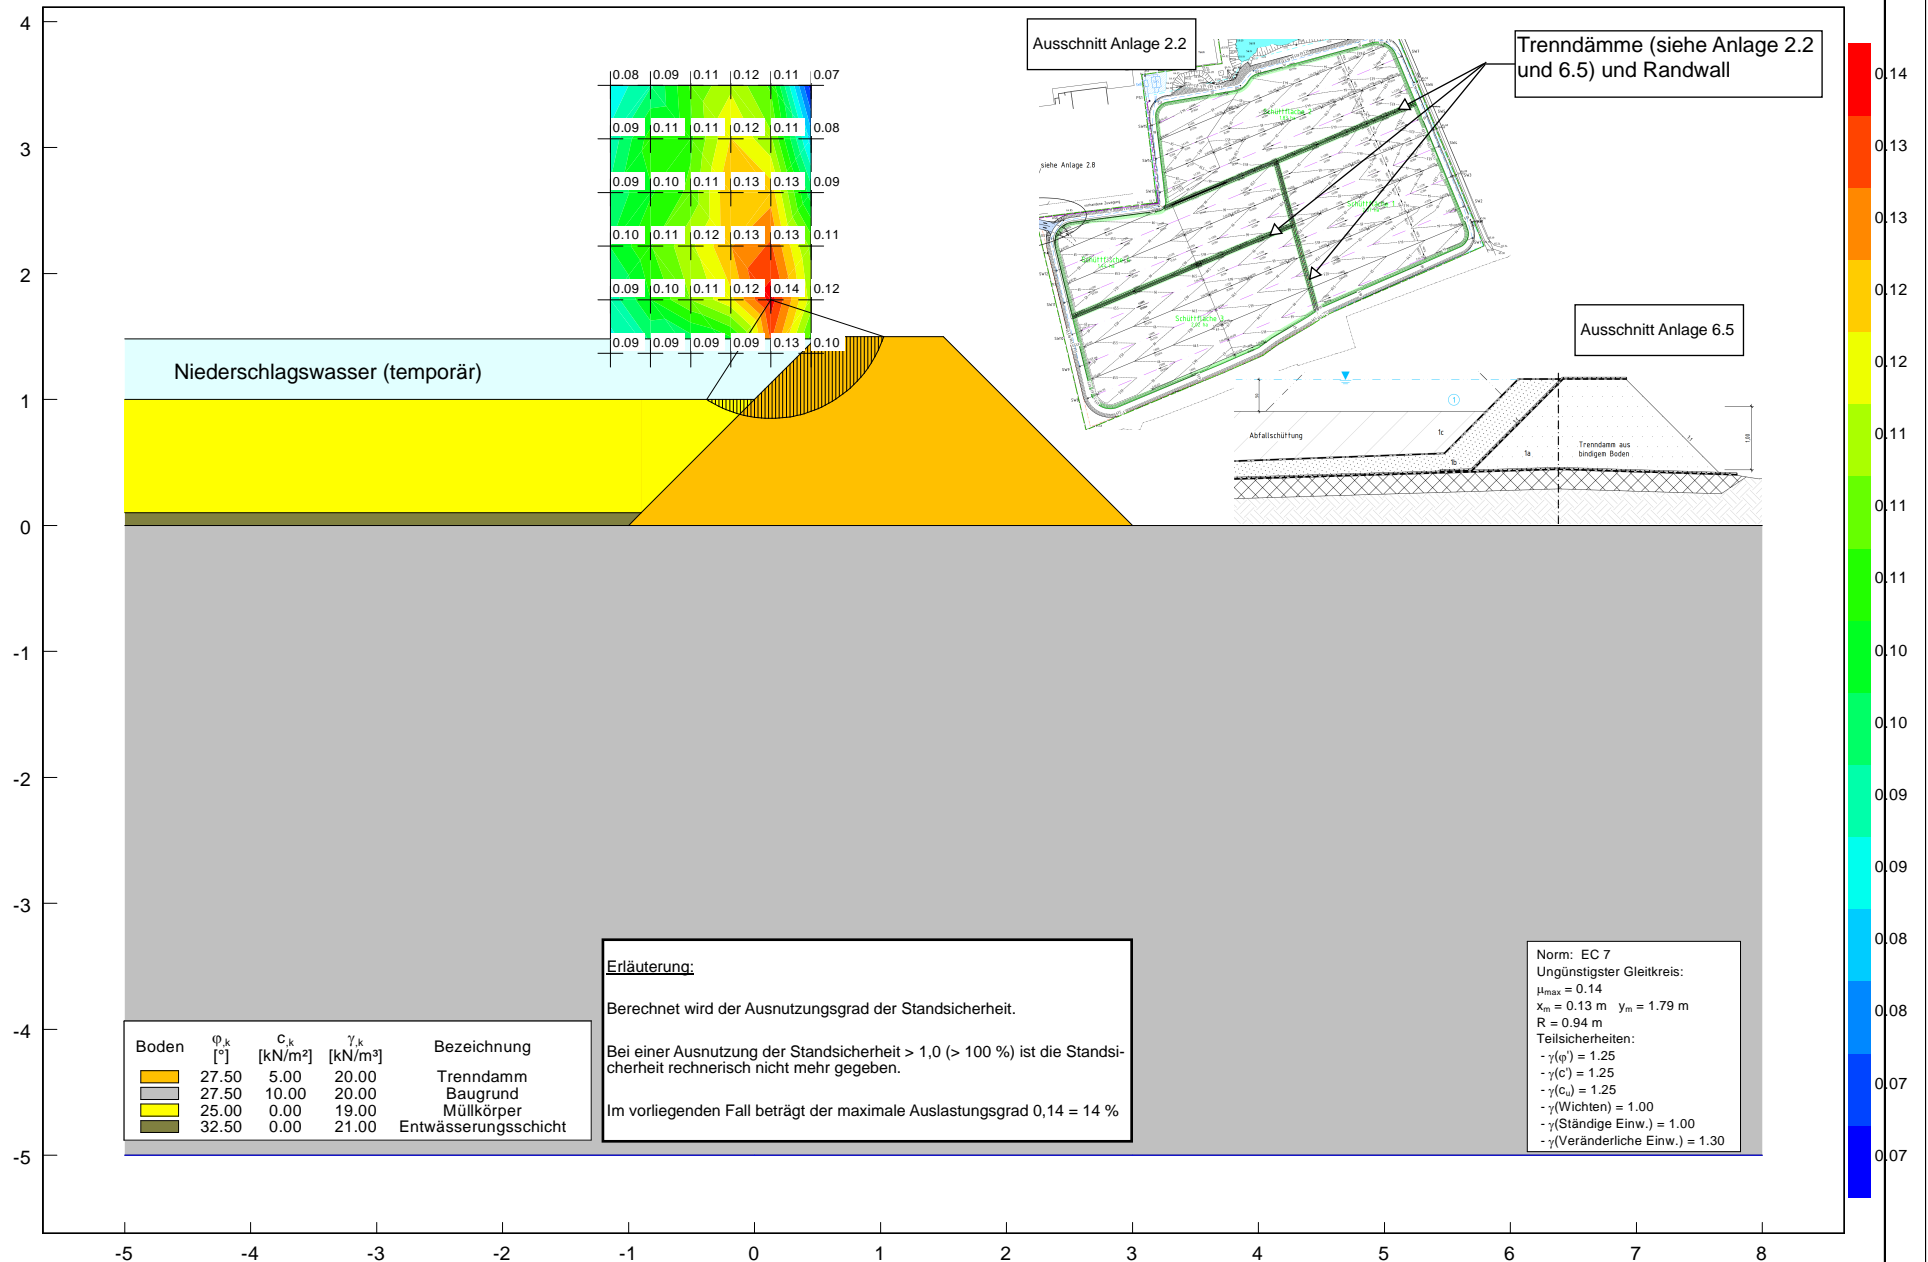 4
3
2
1
0
-1
-2
-3
-4
-5
0.08 0.09 0.11 0.12 0.11 0.07
0.09 0.11 0.11 0.12 0.11 0.08
0.09 0.10 0.11 0.13 0.13 0.09
0.10 0.11 0.12 0.13 0.13 0.11
0.09 0.10 0.11 0.12 0.14 0.12
0.09 0.09 0.09 0.09 0.13 0.10
Niederschlagswasser (temporär)
Ausschnitt Anlage 2.2
Trenndämme (siehe Anlage 2.2
und 6.5) und Randwall
siehe Anlage 2.8
Ausschnitt Anlage 6.5
1
Abfallschüttung
1c
1b
1a
Trenndamm aus
bindigem Boden
1:1
1,00
0.14
0.13
0.13
0.12
0.12
0.11
0.11
0.11
0.10
0.10
0.09
0.09
0.08
0.08
0.07
0.07
Boden φ,k [°] c,k [kN/m²] γ,k [kN/m³] Bezeichnung
27.50 5.00 20.00 Trenndamm
27.50 10.00 20.00 Baugrund
25.00 0.00 19.00 Müllkörper
32.50 0.00 21.00 Entwässerungsschicht
Erläuterung:
Berechnet wird der Ausnutzungsgrad der Standsicherheit.
Bei einer Ausnutzung der Standsicherheit > 1,0 (> 100 %) ist die Standsi-
cherheit rechnerisch nicht mehr gegeben.
Im vorliegenden Fall beträgt der maximale Auslastungsgrad 0,14 = 14 %
Norm: EC 7
Ungünstigster Gleitkreis:
μmax = 0.14
xm = 0.13 m ym = 1.79 m
R = 0.94 m
Teilsicherheiten:
- γ(φ') = 1.25
- γ(c') = 1.25
- γ(cu) = 1.25
- γ(Wichten) = 1.00
- γ(Ständige Einw.) = 1.00
- γ(Veränderliche Einw.) = 1.30
-5 -4 -3 -2 -1 0 1 2 3 4 5 6 7 8